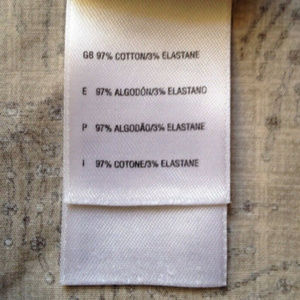 GB 97% COTTON/3% ELASTANE
E 97% ALGODÓN/3% ELASTANO
P 97% ALGODÃO/3% ELASTANE
I 97% COTONE/3% ELASTANE